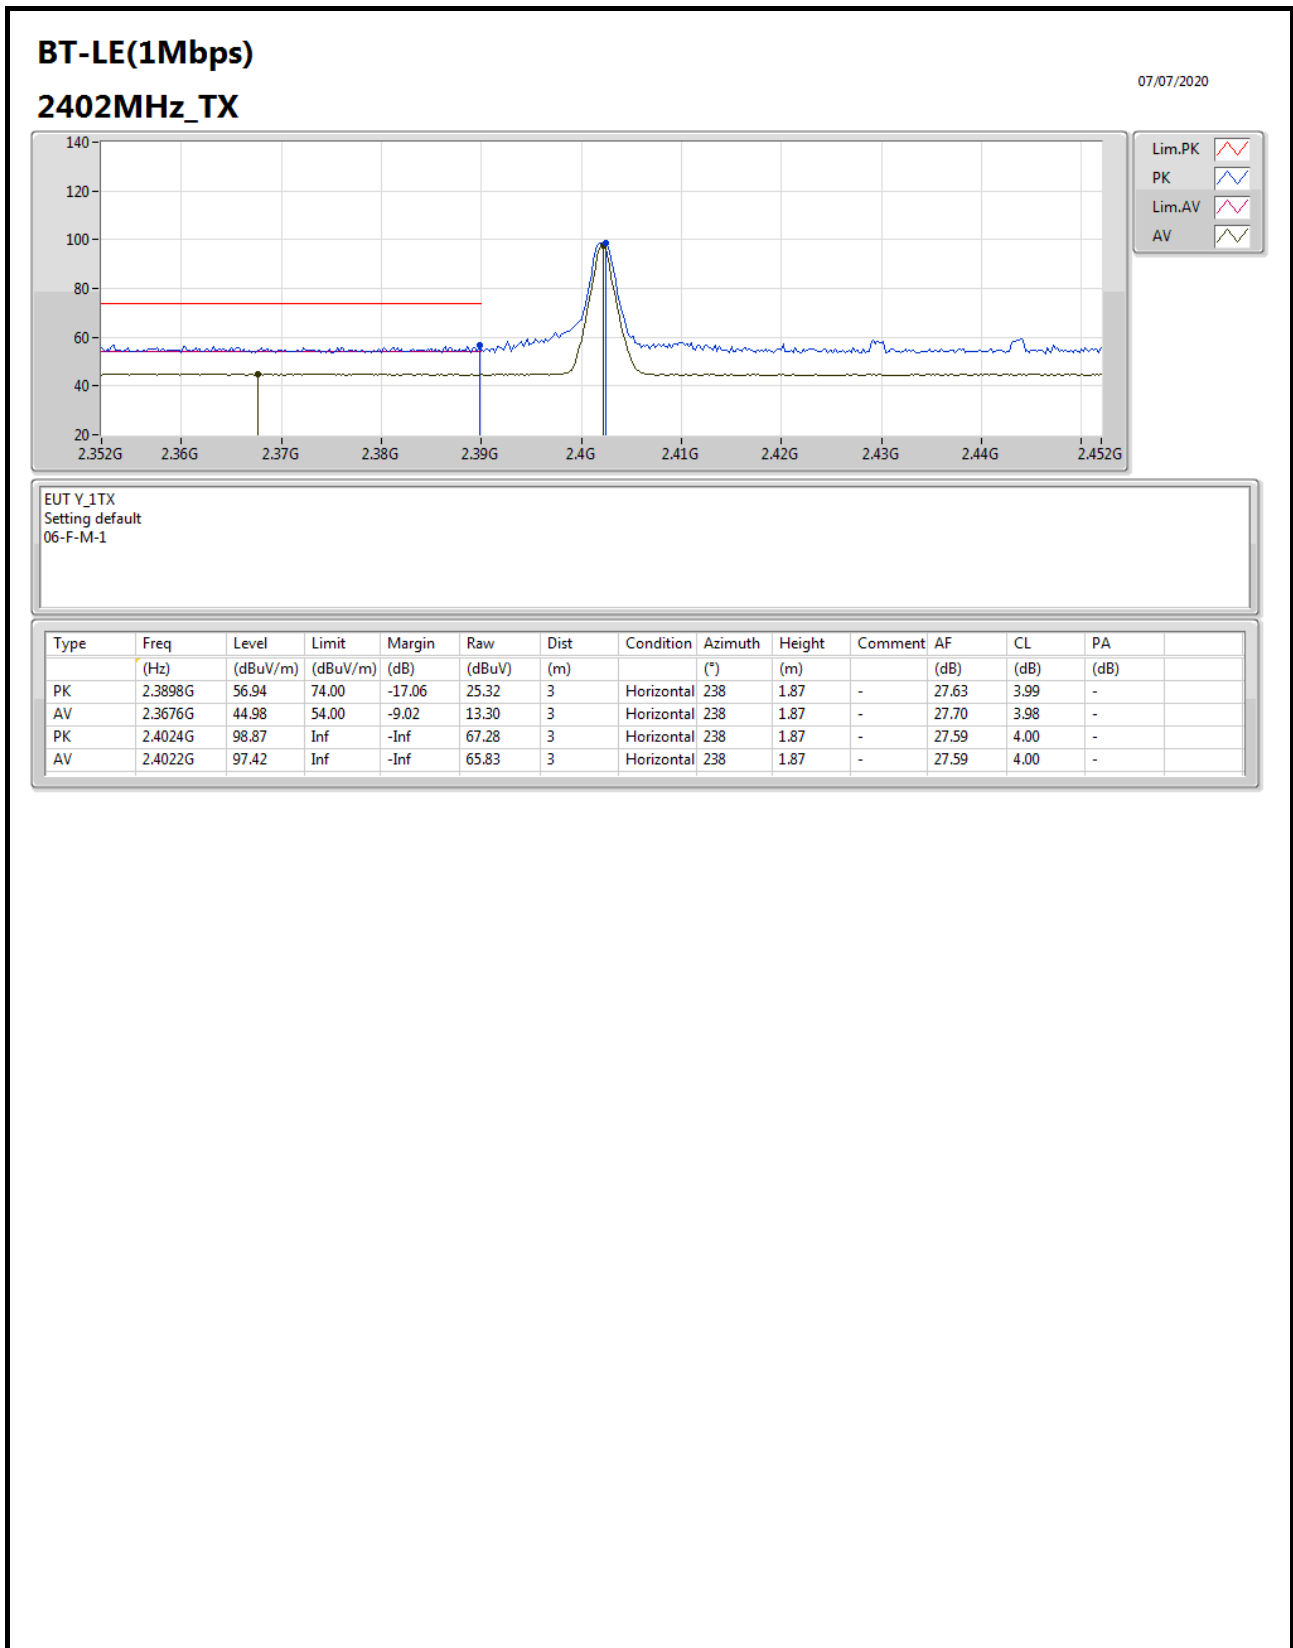 BT-LE(1Mbps)
07/07/2020
2402MHz_TX
140
120
100
80
60
40
20
2.352G 2.36G 2.37G 2.38G 2.39G 2.4G 2.41G 2.42G 2.43G 2.44G 2.452G
Lim.PK
PK
Lim.AV
AV
EUT Y_1TX
Setting default
06-F-M-1
Type Freq Level Limit Margin Raw Dist Condition Azimuth Height Comment AF CL PA
(Hz) (dBuV/m) (dBuV/m) (dB) (dBuV) (m) (°) (m) (dB) (dB) (dB)
PK 2.3898G 56.94 74.00 -17.06 25.32 3 Horizontal 238 1.87 - 27.63 3.99 -
AV 2.3676G 44.98 54.00 -9.02 13.30 3 Horizontal 238 1.87 - 27.70 3.98 -
PK 2.4024G 98.87 Inf -Inf 67.28 3 Horizontal 238 1.87 - 27.59 4.00 -
AV 2.4022G 97.42 Inf -Inf 65.83 3 Horizontal 238 1.87 - 27.59 4.00 -